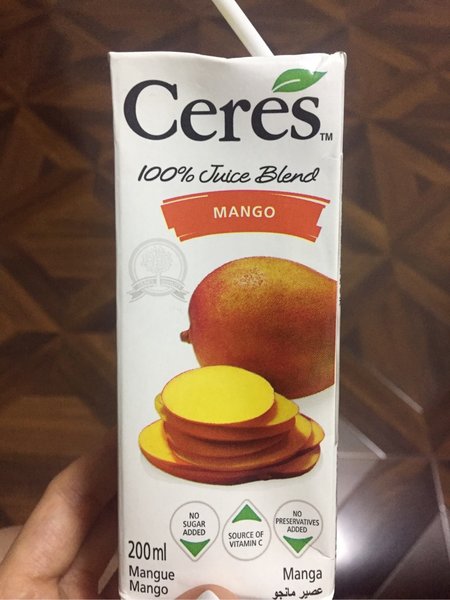 Ceres™
100% Juice Blend
MANGO
NO
SUGAR
ADDED
SOURCE OF
VITAMIN C
NO
PRESERVATIVES
ADDED
200ml
Mangue
Mango
Manga
عصير مانجو